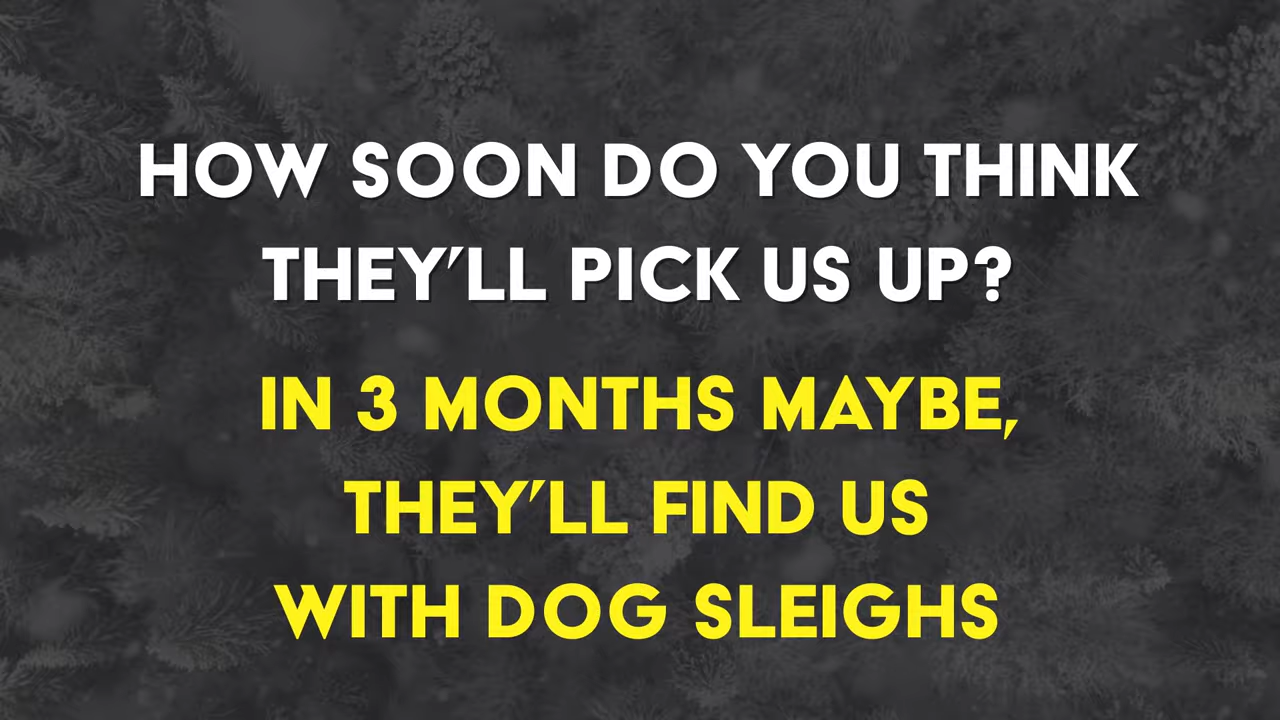 HOW SOON DO YOU THINK
THEY'LL PICK US UP?
IN 3 MONTHS MAYBE,
THEY'LL FIND US
WITH DOG SLEIGHS